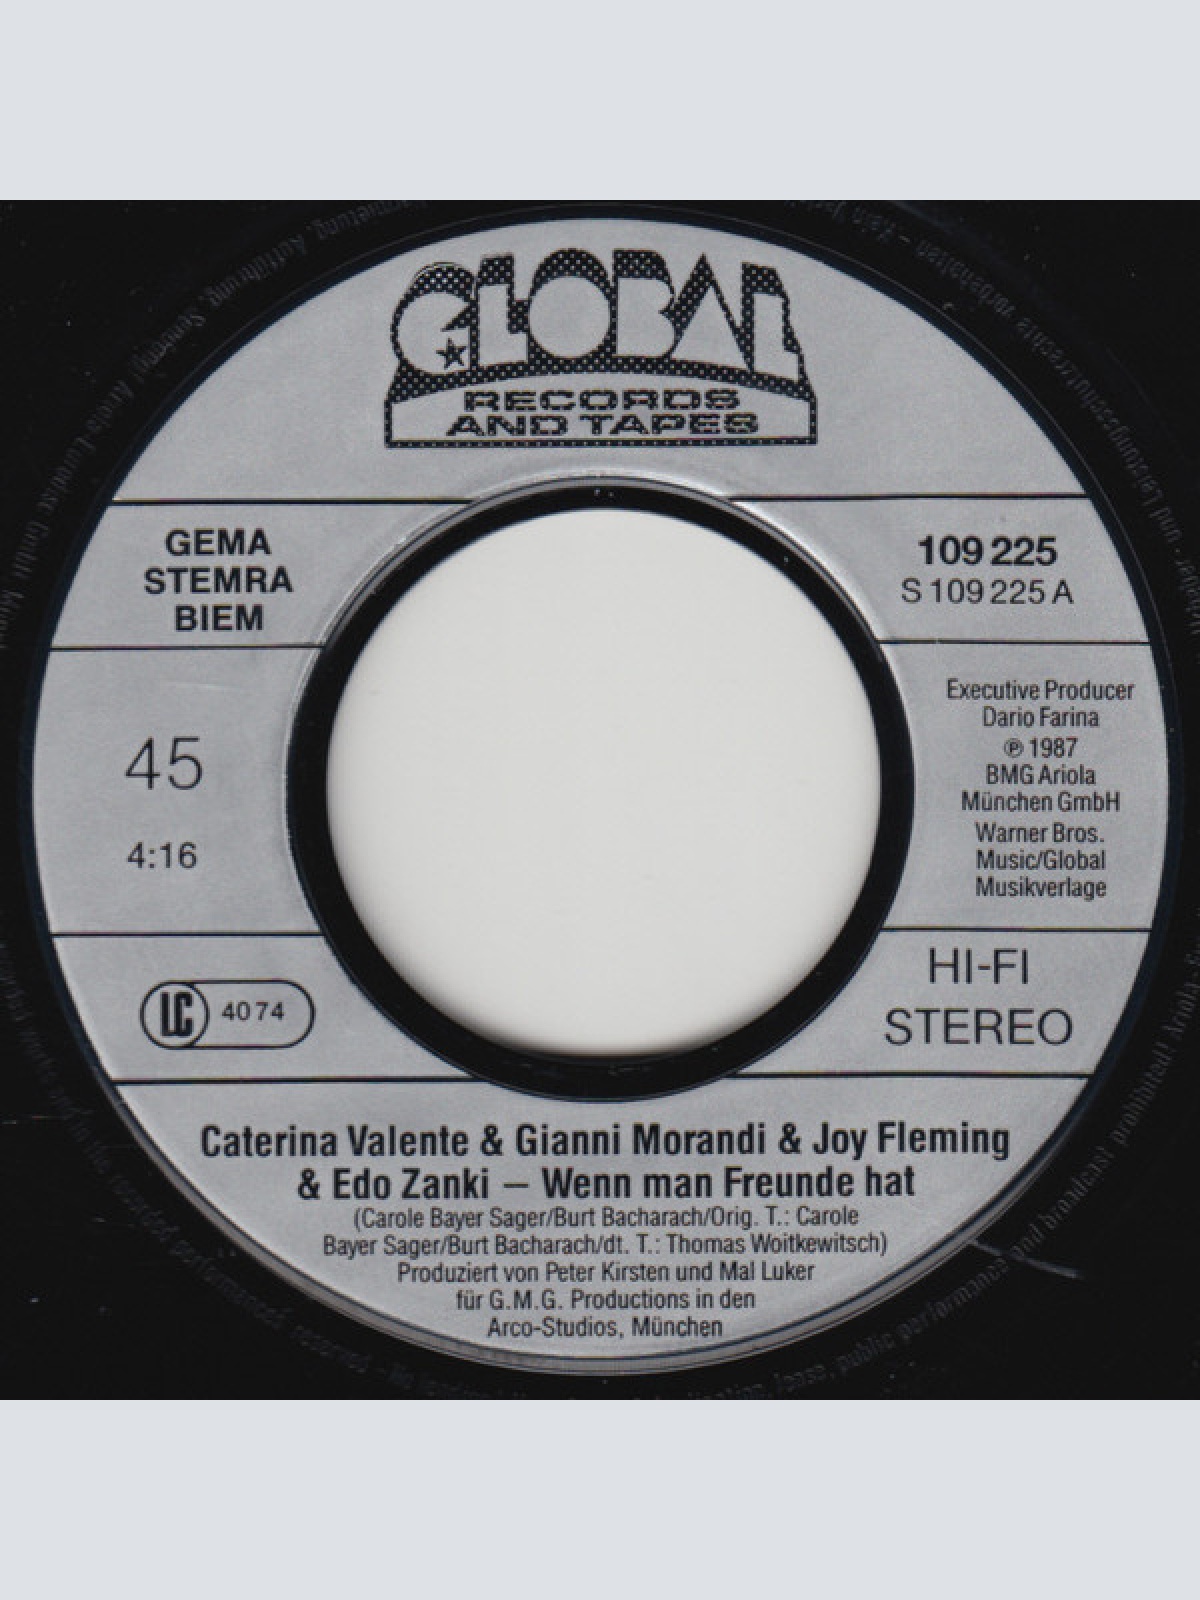 GLOBAL
RECORDS
AND TAPES
GEMA
STEMRA
BIEM
109 225
S 109 225 A
45
4:16
Executive Producer
Dario Farina
℗ 1987
BMG Ariola
München GmbH
Warner Bros.
Music/Global
Musikverlage
LC 4074
HI-FI
STEREO
Caterina Valente & Gianni Morandi & Joy Fleming
& Edo Zanki – Wenn man Freunde hat
(Carole Bayer Sager/Burt Bacharach/Orig. T.: Carole
Bayer Sager/Burt Bacharach/dt. T.: Thomas Woitkewitsch)
Produziert von Peter Kirsten und Mal Luker
für G.M.G. Productions in den
Arco-Studios, München